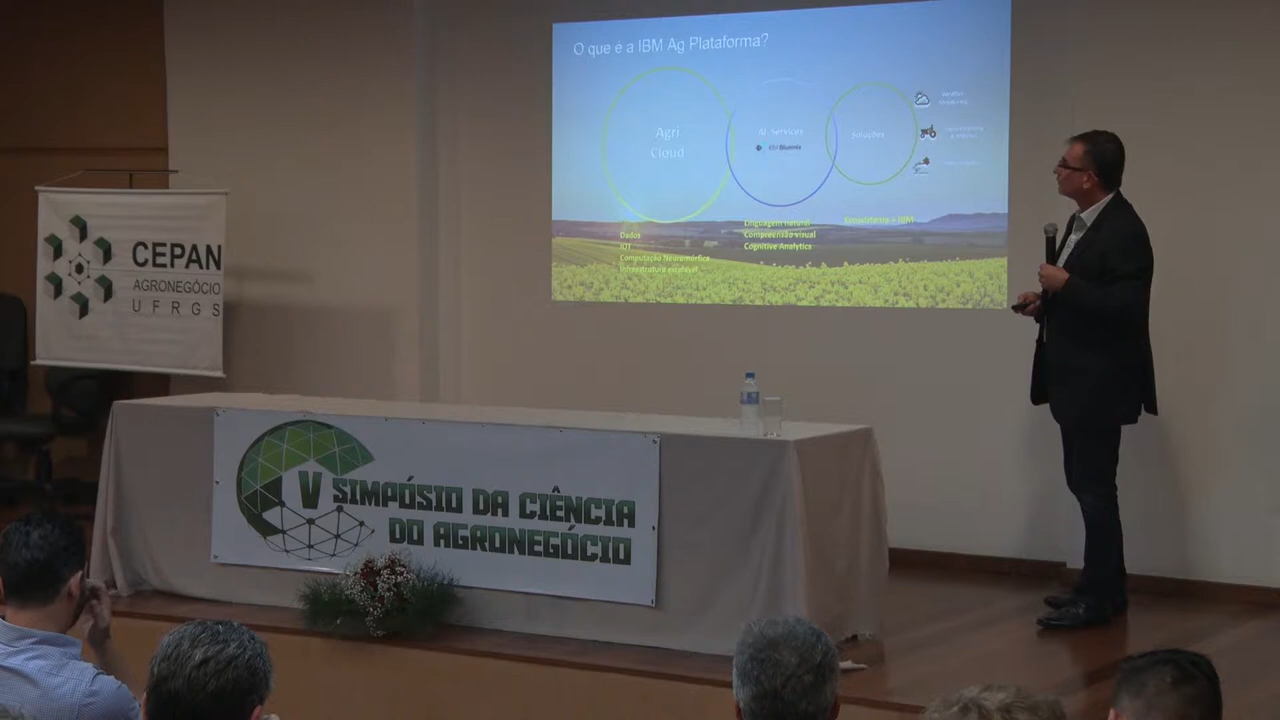 O que é a IBM Ag Plataforma?
Agri
Cloud
AI Services
IBM Bluemix
Soluções
Dados
IOT
Computação Neuromórfica
Infraestrutura escalável
Linguagem natural
Compreensão visual
Cognitive Analytics
Ecossistema + IBM
CEPAN
AGRONEGÓCIO
UFRGS
V SIMPÓSIO DA CIÊNCIA
DO AGRONEGÓCIO